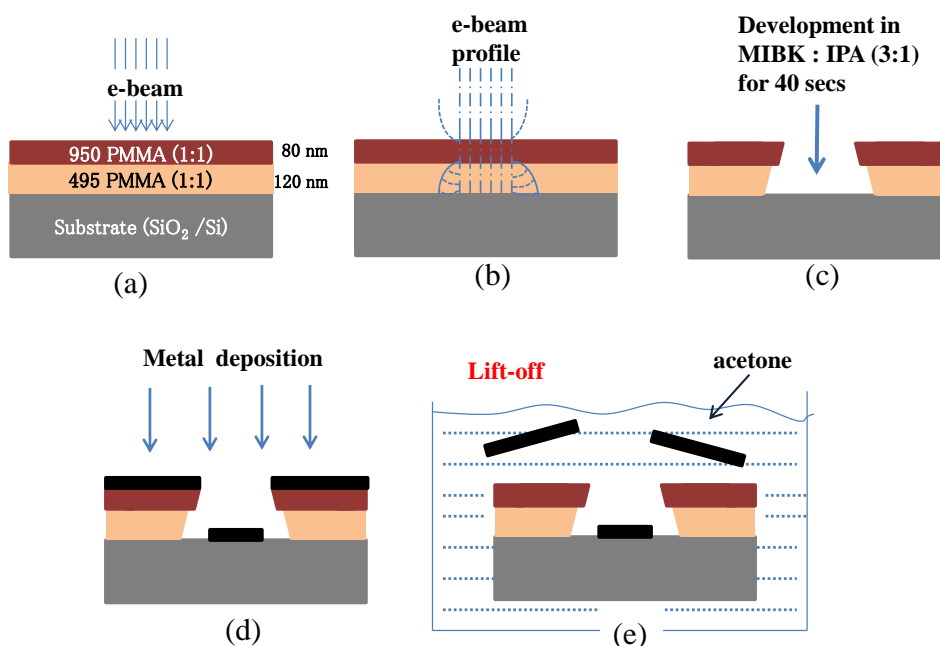 e-beam
950 PMMA (1:1)
80 nm
495 PMMA (1:1)
120 nm
Substrate (SiO₂ /Si)
(a)
e-beam
profile
(b)
Development in
MIBK : IPA (3:1)
for 40 secs
(c)
Metal deposition
(d)
Lift-off
acetone
(e)